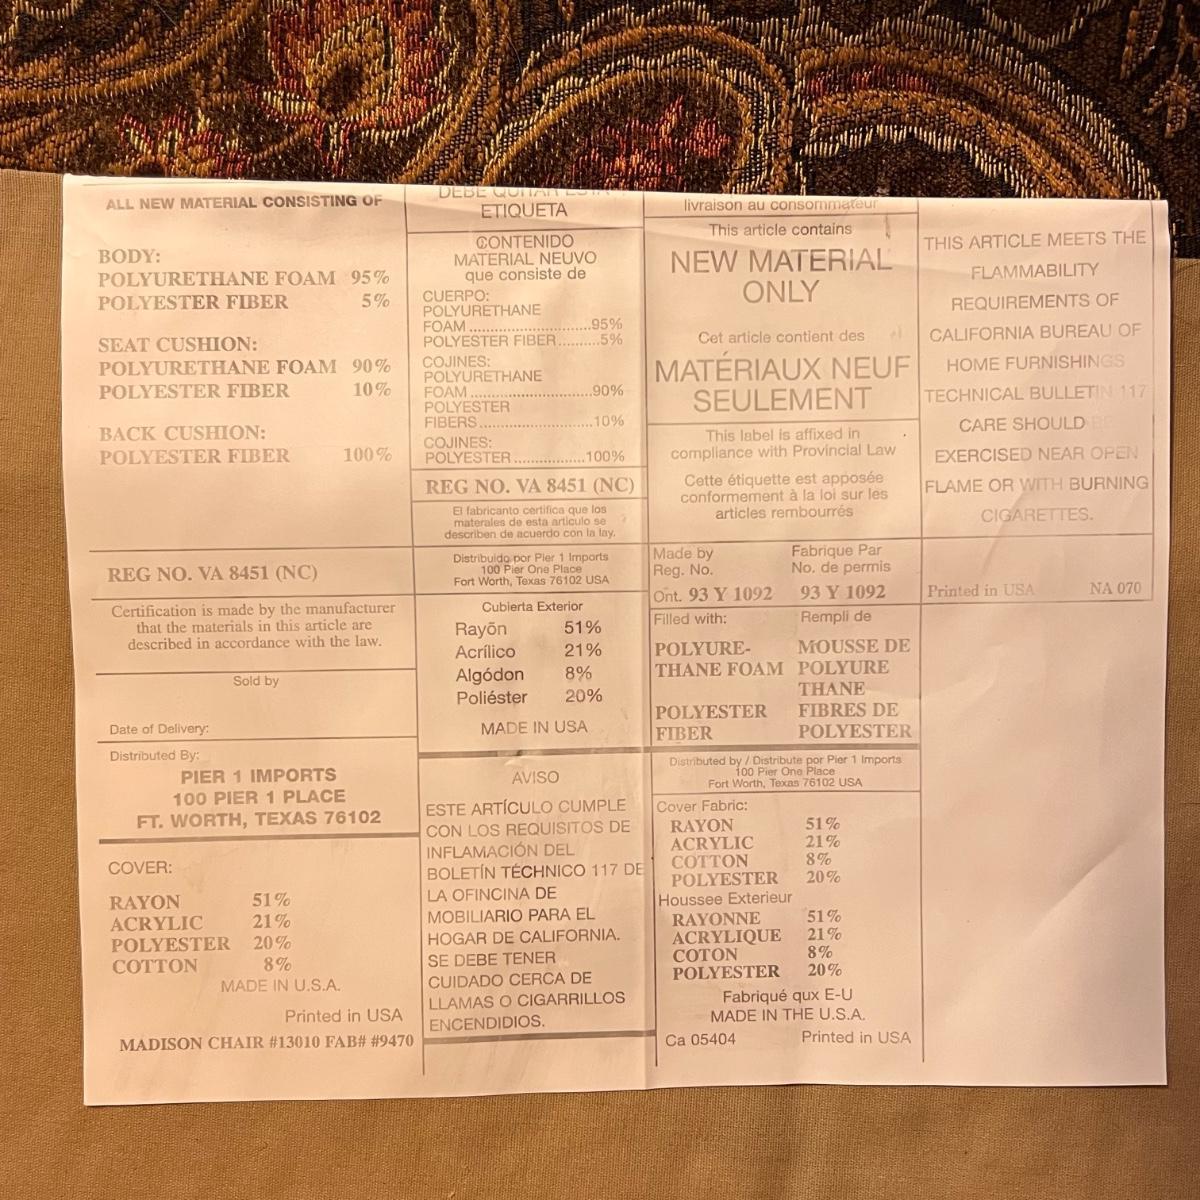 ALL NEW MATERIAL CONSISTING OF
BODY:
POLYURETHANE FOAM 95%
POLYESTER FIBER 5%
SEAT CUSHION:
POLYURETHANE FOAM 90%
POLYESTER FIBER 10%
BACK CUSHION:
POLYESTER FIBER 100%
REG NO. VA 8451 (NC)
Certification is made by the manufacturer
that the materials in this article are
described in accordance with the law.
Sold by
Date of Delivery:
Distributed By:
PIER 1 IMPORTS
100 PIER 1 PLACE
FT. WORTH, TEXAS 76102
COVER:
RAYON 51%
ACRYLIC 21%
POLYESTER 20%
COTTON 8%
MADE IN U.S.A.
Printed in USA
MADISON CHAIR #13010 FAB# #9470
DEBE QUITAR ESTA
ETIQUETA
CONTENIDO
MATERIAL NEUVO
que consiste de
CUERPO:
POLYURETHANE
FOAM..............................95%
POLYESTER FIBER..........5%
COJINES:
POLYURETHANE
FOAM..............................90%
POLYESTER
FIBERS............................10%
COJINES:
POLYESTER.................100%
REG NO. VA 8451 (NC)
El fabricanto certifica que los
materales de esta articulo se
describen de acuerdo con la lay.
Distribuido por Pier 1 Imports
100 Pier One Place
Fort Worth, Texas 76102 USA
Cubierta Exterior
Rayõn 51%
Acrílico 21%
Algódon 8%
Poliéster 20%
MADE IN USA
AVISO
ESTE ARTÍCULO CUMPLE
CON LOS REQUISITOS DE
INFLAMACIÓN DEL
BOLETÍN TÉCHNICO 117 DE
LA OFINCINA DE
MOBILIARIO PARA EL
HOGAR DE CALIFORNIA.
SE DEBE TENER
CUIDADO CERCA DE
LLAMAS O CIGARRILLOS
ENCENDIDIOS.
livraison au consommateur
This article contains
NEW MATERIAL
ONLY
Cet article contient des
MATÉRIAUX NEUF
SEULEMENT
This label is affixed in
compliance with Provincial Law
Cette étiquette est apposée
conformement à la loi sur les
articles rembourrés
Made by Fabrique Par
Reg. No. No. de permis
Ont. 93 Y 1092 93 Y 1092
Filled with: Rempli de
POLYURE- MOUSSE DE
THANE FOAM POLYURE
THANE
POLYESTER FIBRES DE
FIBER POLYESTER
Distributed by / Distribute por Pier 1 Imports
100 Pier One Place
Fort Worth, Texas 76102 USA
Cover Fabric:
RAYON 51%
ACRYLIC 21%
COTTON 8%
POLYESTER 20%
Houssee Exterieur
RAYONNE 51%
ACRYLIQUE 21%
COTON 8%
POLYESTER 20%
Fabriqué qux E-U
MADE IN THE U.S.A.
Ca 05404 Printed in USA
THIS ARTICLE MEETS THE
FLAMMABILITY
REQUIREMENTS OF
CALIFORNIA BUREAU OF
HOME FURNISHINGS
TECHNICAL BULLETIN 117
CARE SHOULD BE
EXERCISED NEAR OPEN
FLAME OR WITH BURNING
CIGARETTES.
Printed in USA NA 070